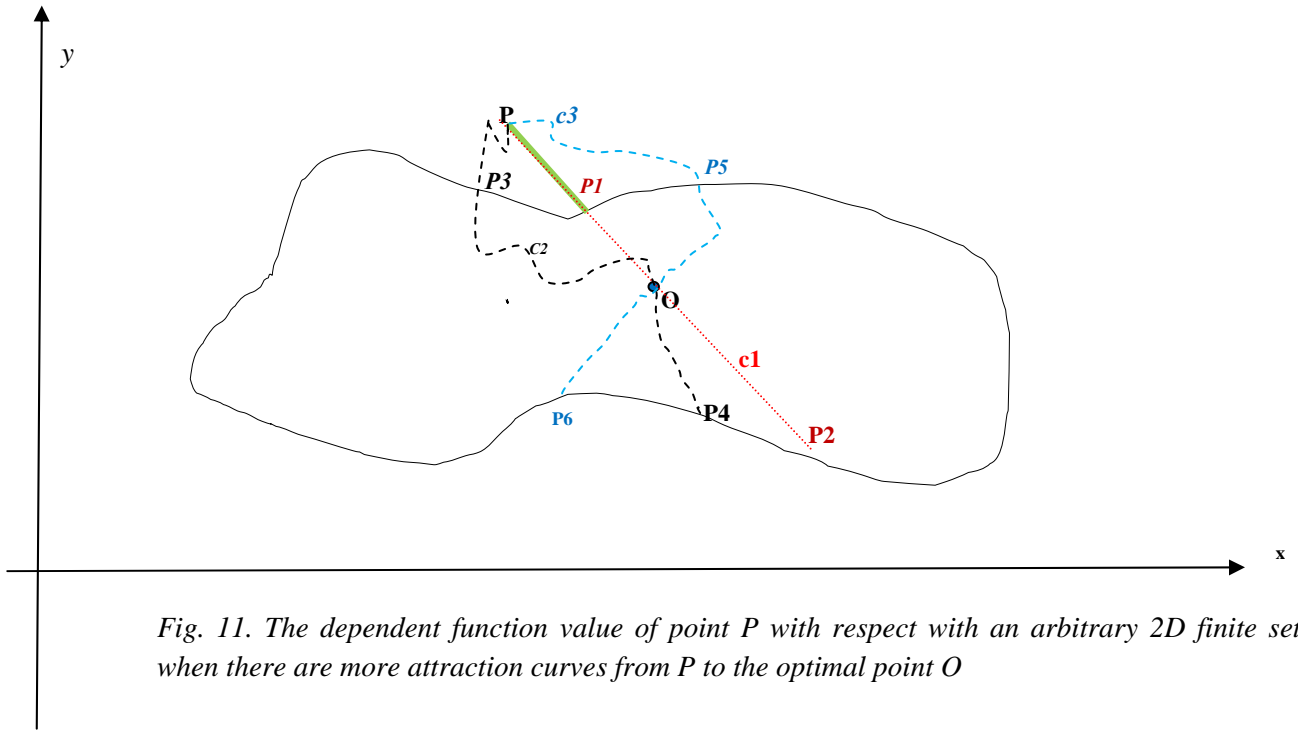 y
P
c3
P5
P3
P1
C2
O
c1
P6
P4
P2
x
Fig. 11. The dependent function value of point P with respect with an arbitrary 2D finite set
when there are more attraction curves from P to the optimal point O